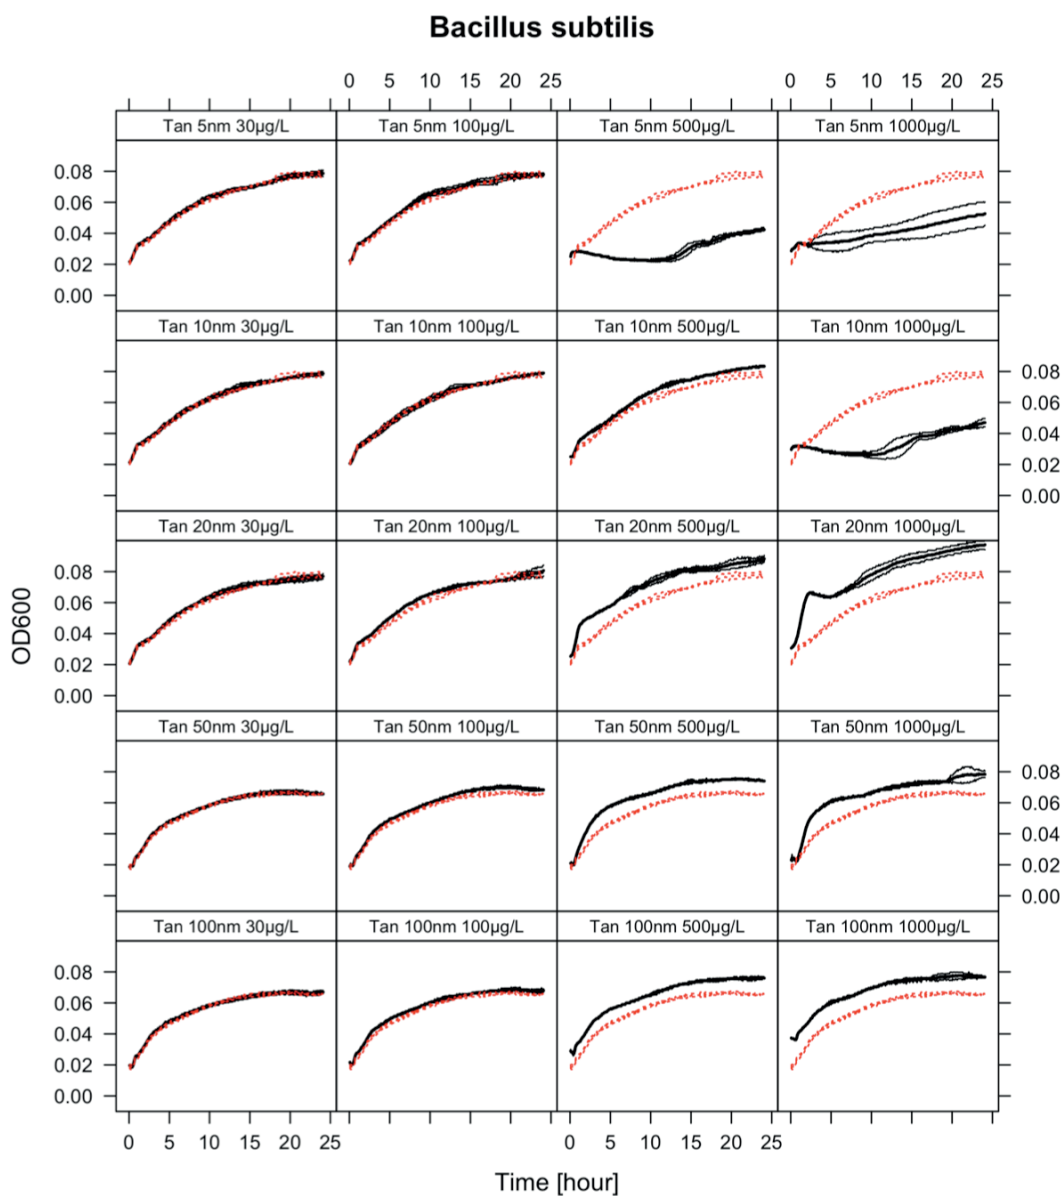 Bacillus subtilis
0 5 10 15 20 25 0 5 10 15 20 25
Tan 5nm 30µg/L Tan 5nm 100µg/L Tan 5nm 500µg/L Tan 5nm 1000µg/L
0.08
0.06
0.04
0.02
0.00
Tan 10nm 30µg/L Tan 10nm 100µg/L Tan 10nm 500µg/L Tan 10nm 1000µg/L
0.08
0.06
0.04
0.02
0.00
Tan 20nm 30µg/L Tan 20nm 100µg/L Tan 20nm 500µg/L Tan 20nm 1000µg/L
0.08
0.06
0.04
0.02
0.00
OD600
Tan 50nm 30µg/L Tan 50nm 100µg/L Tan 50nm 500µg/L Tan 50nm 1000µg/L
0.08
0.06
0.04
0.02
0.00
Tan 100nm 30µg/L Tan 100nm 100µg/L Tan 100nm 500µg/L Tan 100nm 1000µg/L
0.08
0.06
0.04
0.02
0.00
0 5 10 15 20 25 0 5 10 15 20 25
Time [hour]